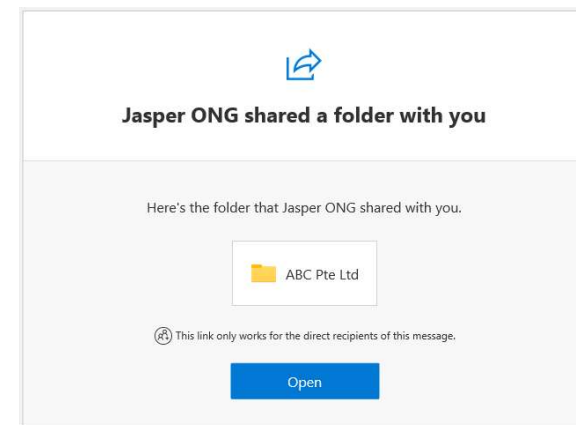 Jasper ONG shared a folder with you
Here's the folder that Jasper ONG shared with you.
ABC Pte Ltd
This link only works for the direct recipients of this message.
Open